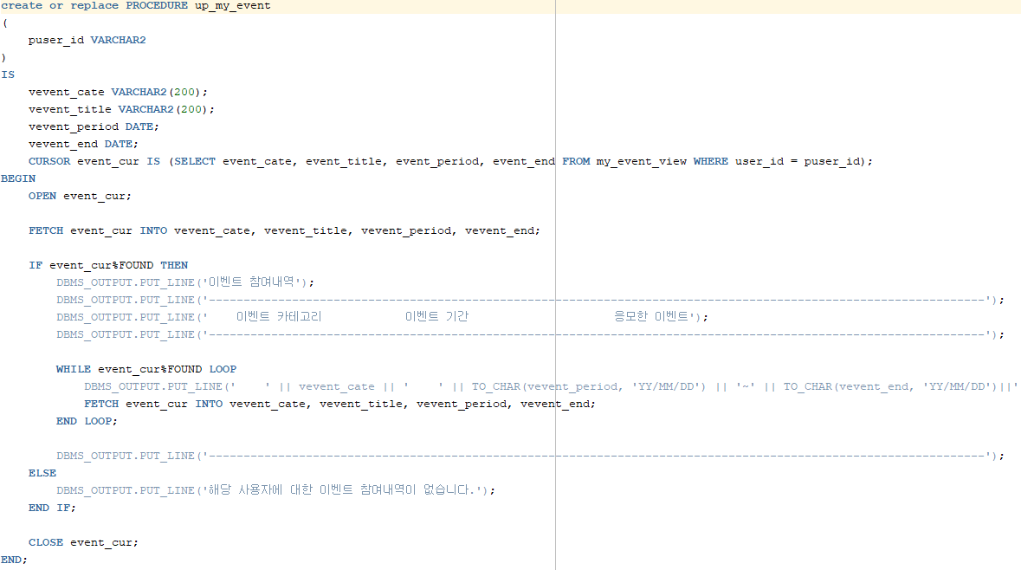 create or replace PROCEDURE up_my_event
(
    puser_id VARCHAR2
)
IS
    vevent_cate VARCHAR2(200);
    vevent_title VARCHAR2(200);
    vevent_period DATE;
    vevent_end DATE;
    CURSOR event_cur IS (SELECT event_cate, event_title, event_period, event_end FROM my_event_view WHERE user_id = puser_id);
BEGIN
    OPEN event_cur;
    FETCH event_cur INTO vevent_cate, vevent_title, vevent_period, vevent_end;
    IF event_cur%FOUND THEN
        DBMS_OUTPUT.PUT_LINE('이벤트 참여내역');
        DBMS_OUTPUT.PUT_LINE('----------------------------------------------------------------------------------------------------------------');
        DBMS_OUTPUT.PUT_LINE('    이벤트 카테고리            이벤트 기간                     응모한 이벤트');
        DBMS_OUTPUT.PUT_LINE('----------------------------------------------------------------------------------------------------------------');
        WHILE event_cur%FOUND LOOP
            DBMS_OUTPUT.PUT_LINE('    ' || vevent_cate || '    ' || TO_CHAR(vevent_period, 'YY/MM/DD') || '~' || TO_CHAR(vevent_end, 'YY/MM/DD')||'
            FETCH event_cur INTO vevent_cate, vevent_title, vevent_period, vevent_end;
        END LOOP;
        DBMS_OUTPUT.PUT_LINE('----------------------------------------------------------------------------------------------------------------');
    ELSE
        DBMS_OUTPUT.PUT_LINE('해당 사용자에 대한 이벤트 참여내역이 없습니다.');
    END IF;
    CLOSE event_cur;
END;